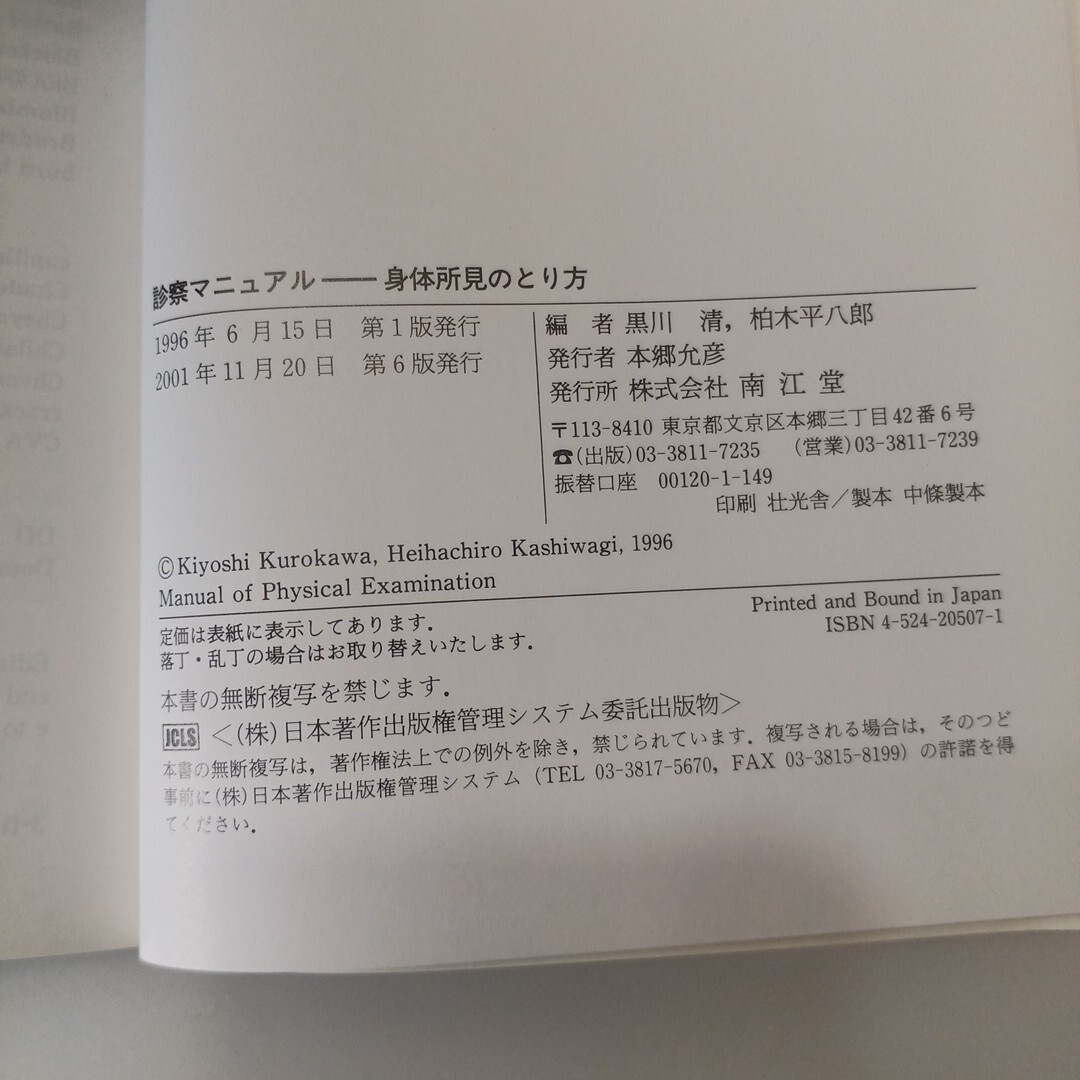 診察マニュアル――身体所見のとり方
1996年 6 月 15 日　第 1 版発行
2001年 11 月 20 日　第 6 版発行
編　者 黒川　清，柏木平八郎
発行者 本郷允彦
発行所 株式会社 南 江 堂
〒113-8410 東京都文京区本郷三丁目 42 番 6 号
☎(出版)03-3811-7235　(営業)03-3811-7239
振替口座　00120-1-149
印刷 壮光舎／製本 中條製本
©Kiyoshi Kurokawa, Heihachiro Kashiwagi, 1996
Manual of Physical Examination
Printed and Bound in Japan
ISBN 4-524-20507-1
定価は表紙に表示してあります．
落丁・乱丁の場合はお取り替えいたします．
本書の無断複写を禁じます．
JCLS ＜(株)日本著作出版権管理システム委託出版物＞
本書の無断複写は，著作権法上での例外を除き，禁じられています．複写される場合は，そのつど
事前に(株)日本著作出版権管理システム（TEL 03-3817-5670，FAX 03-3815-8199）の許諾を得
てください．